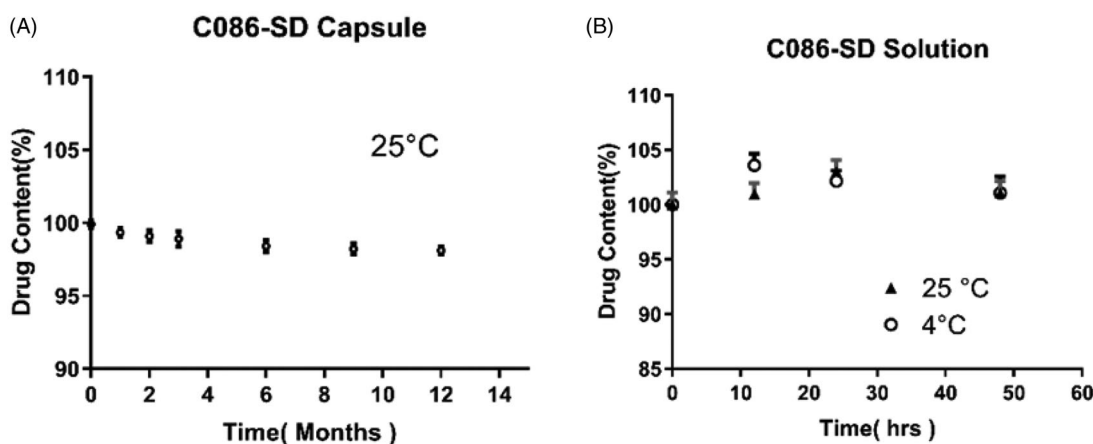 (A)
C086-SD Capsule
110
105
100
95
90
Drug Content(%)
25°C
0 2 4 6 8 10 12 14
Time( Months )
(B)
C086-SD Solution
110
105
100
95
90
85
Drug Content(%)
25 °C
4°C
0 10 20 30 40 50 60
Time( hrs )